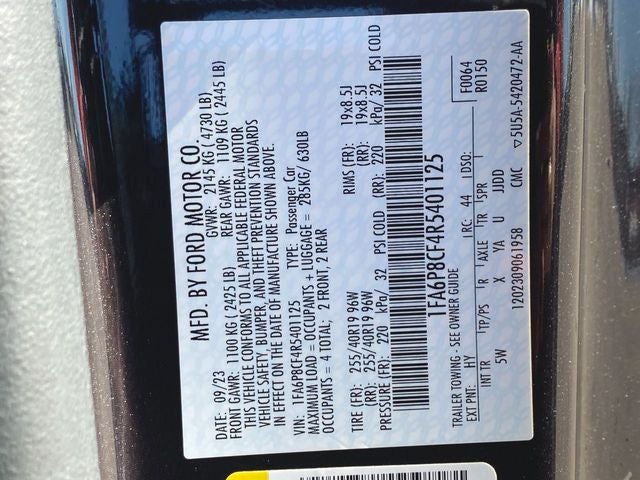 MFD. BY FORD MOTOR CO.
DATE: 09/23 GVWR: 2145 KG ( 4730 LB)
FRONT GAWR: 1100 KG ( 2425 LB) REAR GAWR: 1109 KG ( 2445 LB)
THIS VEHICLE CONFORMS TO ALL APPLICABLE FEDERAL MOTOR
VEHICLE SAFETY, BUMPER, AND THEFT PREVENTION STANDARDS
IN EFFECT ON THE DATE OF MANUFACTURE SHOWN ABOVE.
VIN: 1FA6P8CF4R5401125 TYPE: Passenger Car
MAXIMUM LOAD = OCCUPANTS + LUGGAGE = 285KG/ 630LB
OCCUPANTS = 4 TOTAL; 2 FRONT, 2 REAR
TIRE (FR): 255/40R19 96W RIMS (FR): 19x8.5J
(RR): 255/40R19 96W (RR): 19x8.5J
PRESSURE (FR): 220 kPa/ 32 PSI COLD (RR): 220 kPa/ 32 PSI COLD
1FA6P8CF4R5401125
TRAILER TOWING - SEE OWNER GUIDE F0064
EXT PNT: HY RC: 44 DSO: R0150
INT TR TP/PS R AXLE TR SPR
5W X YA U JJDD
1202309061958 CMC ▽5U5A-5420472-AA